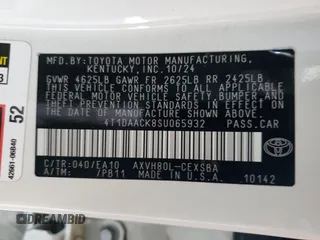 MFD.BY:TOYOTA MOTOR MANUFACTURING,
KENTUCKY, INC. 10/24
GVWR 4625LB GAWR FR 2625LB RR 2425LB
THIS VEHICLE CONFORMS TO ALL APPLICABLE
FEDERAL MOTOR VEHICLE SAFETY, BUMPER, AND
THEFT PREVENTION STANDARDS IN EFFECT ON
THE DATE OF MANUFACTURE SHOWN ABOVE.
4T1DAACK8SU065932 PASS.CAR
C/TR:040/EA10 AXVH80L-CEXSBA
A/TM: /PB11 MADE IN U.S.A.
10142
52
42661-06840